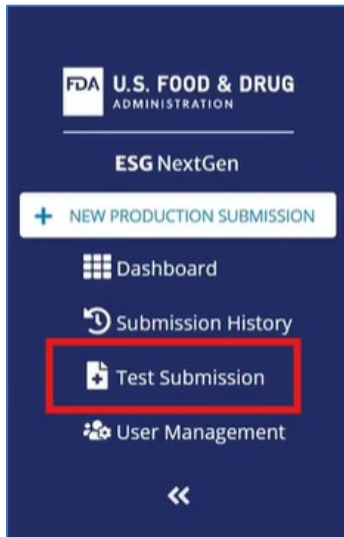 FDA U.S. FOOD & DRUG
ADMINISTRATION
ESG NextGen
+ NEW PRODUCTION SUBMISSION
Dashboard
Submission History
Test Submission
User Management
«